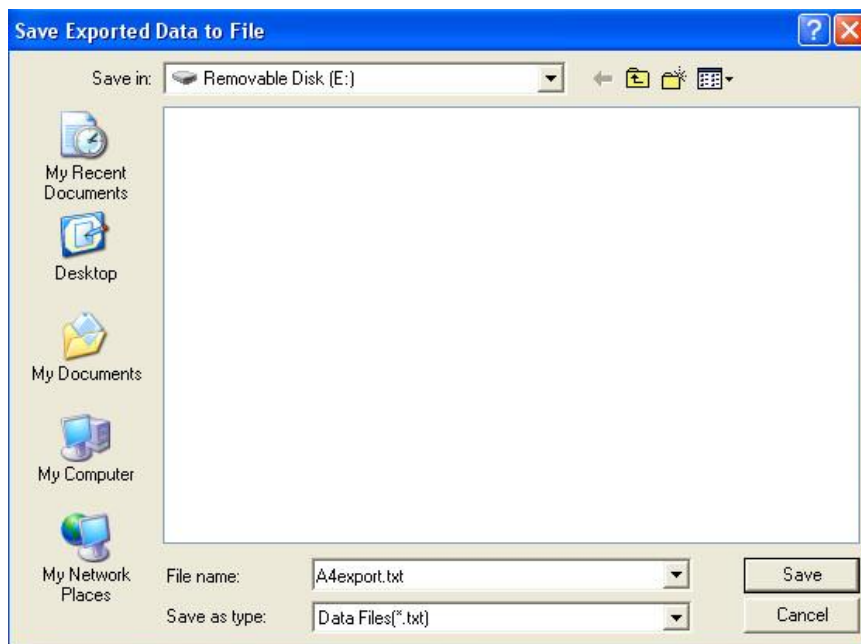 Save Exported Data to File
Save in: Removable Disk (E:)
My Recent
Documents
Desktop
My Documents
My Computer
My Network
Places
File name: A4export.txt Save
Save as type: Data Files(*.txt) Cancel